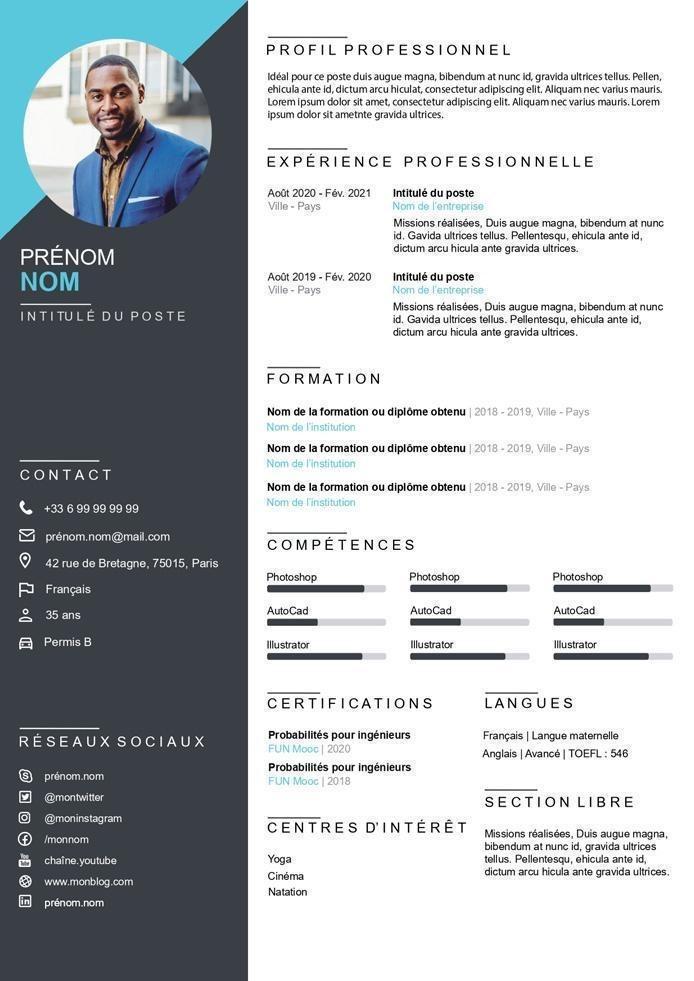 PRÉNOM
NOM
INTITULÉ DU POSTE
CONTACT
+33 6 99 99 99 99
prénom.nom@mail.com
42 rue de Bretagne, 75015, Paris
Français
35 ans
Permis B
RÉSEAUX SOCIAUX
prénom.nom
@montwitter
@moninstagram
/monnom
chaîne.youtube
www.monblog.com
prénom.nom
PROFIL PROFESSIONNEL
Idéal pour ce poste duis augue magna, bibendum at nunc id, gravida ultrices tellus. Pellen,
ehicula ante id, dictum arcu hiculat, consectetur adipiscing elit. Aliquam nec varius mauris.
Lorem ipsum dolor sit amet, consectetur adipiscing elit. Aliquam nec varius mauris. Lorem
ipsum dolor sit ametnte gravida ultrices.
EXPÉRIENCE PROFESSIONNELLE
Août 2020 - Fév. 2021
Ville - Pays
Intitulé du poste
Nom de l'entreprise
Missions réalisées, Duis augue magna, bibendum at nunc
id. Gavida ultrices tellus. Pellentesqu, ehicula ante id,
dictum arcu hicula ante gravida ultrices.
Août 2019 - Fév. 2020
Ville - Pays
Intitulé du poste
Nom de l'entreprise
Missions réalisées, Duis augue magna, bibendum at nunc
id. Gavida ultrices tellus. Pellentesqu, ehicula ante id,
dictum arcu hicula ante gravida ultrices.
FORMATION
Nom de la formation ou diplôme obtenu | 2018 - 2019, Ville - Pays
Nom de l'institution
Nom de la formation ou diplôme obtenu | 2018 - 2019, Ville - Pays
Nom de l'institution
Nom de la formation ou diplôme obtenu | 2018 - 2019, Ville - Pays
Nom de l'institution
COMPÉTENCES
Photoshop Photoshop Photoshop
AutoCad AutoCad AutoCad
Illustrator Illustrator Illustrator
CERTIFICATIONS
Probabilités pour ingénieurs
FUN Mooc | 2020
Probabilités pour ingénieurs
FUN Mooc | 2018
CENTRES D'INTÉRÊT
Yoga
Cinéma
Natation
LANGUES
Français | Langue maternelle
Anglais | Avancé | TOEFL : 546
SECTION LIBRE
Missions réalisées, Duis augue magna,
bibendum at nunc id, gravida ultrices
tellus. Pellentesqu, ehicula ante id,
dictum arcu hicula ante gravida ultrices.